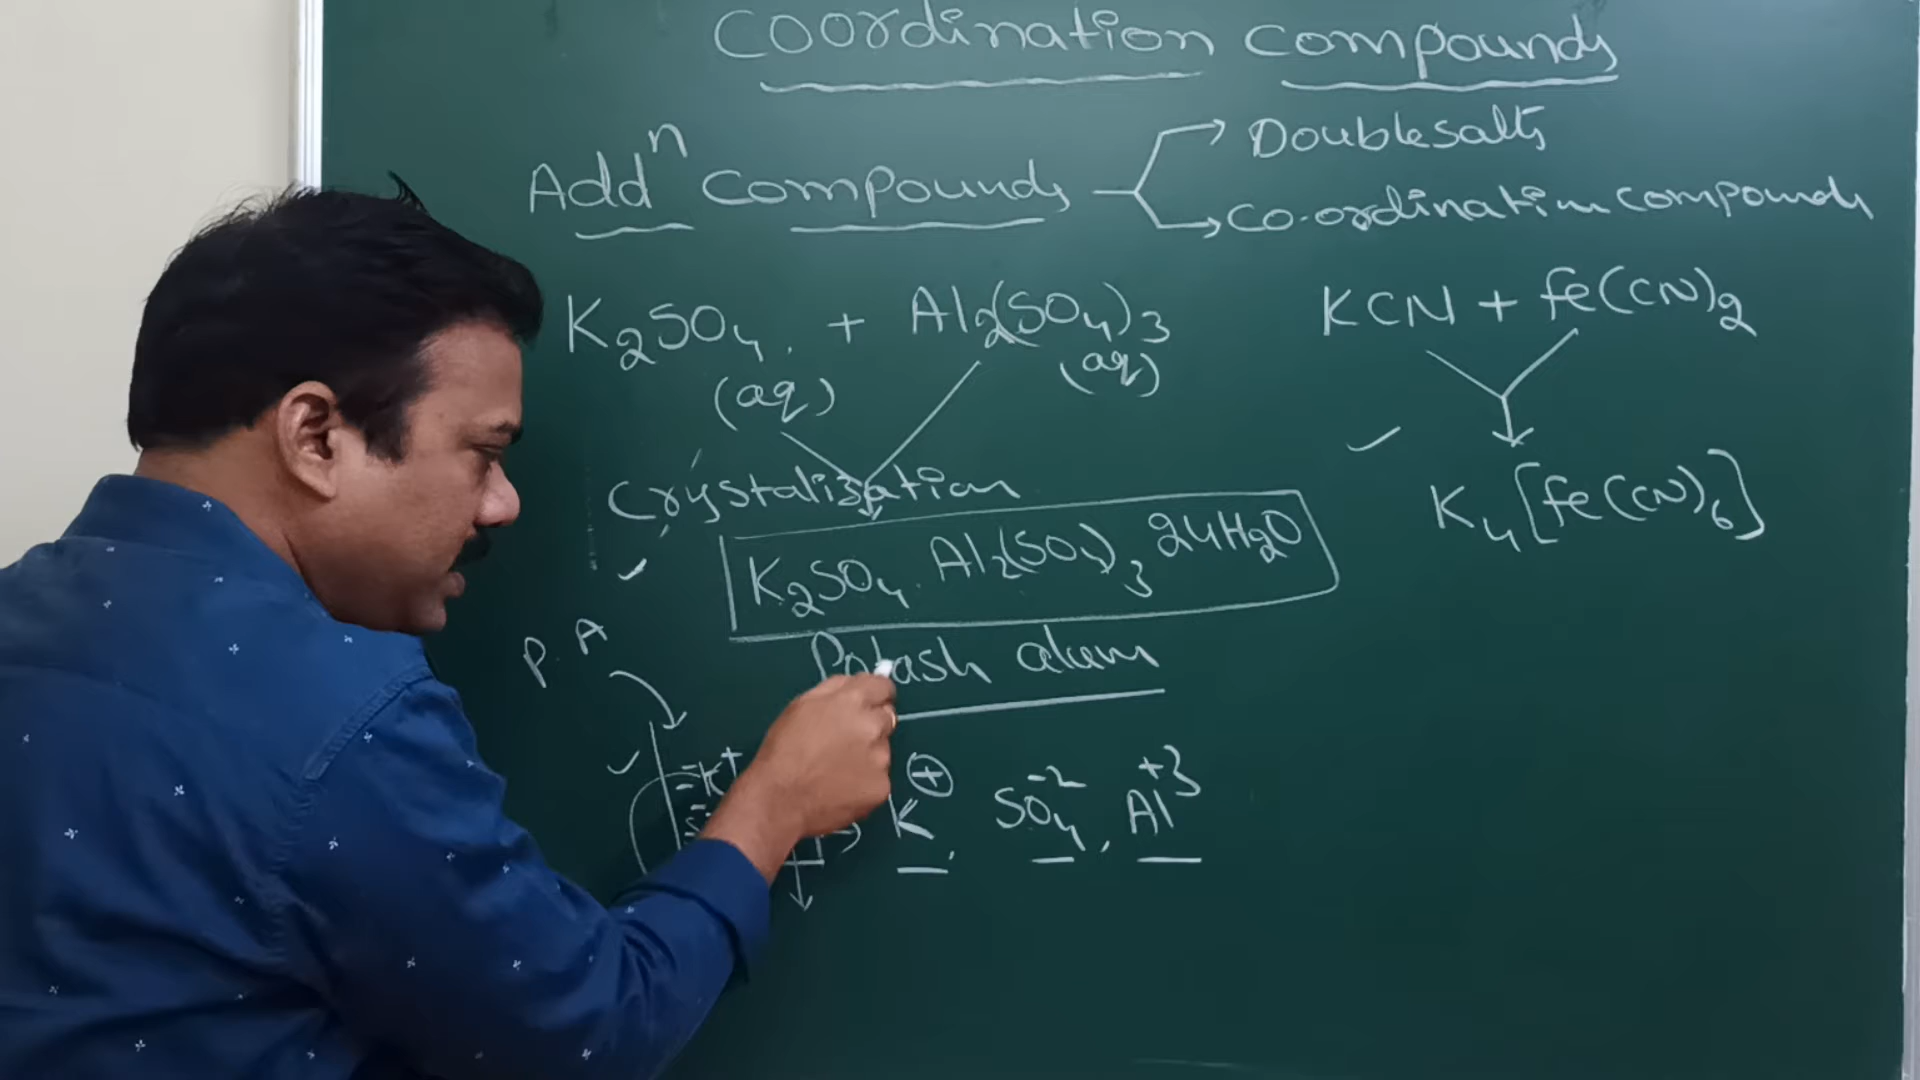 Coordination compounds
Addⁿ compounds → Doublesalts
→ Co-ordination compounds
K₂SO₄ + Al₂(SO₄)₃
(aq) (aq)
KCN + Fe(CN)₂
Crystalization
K₂SO₄. Al₂(SO₄)₃ 24H₂O
K₄[Fe(CN)₆]
Potash alum
P.A
K⁺
K⁺, SO₄⁻², Al⁺³